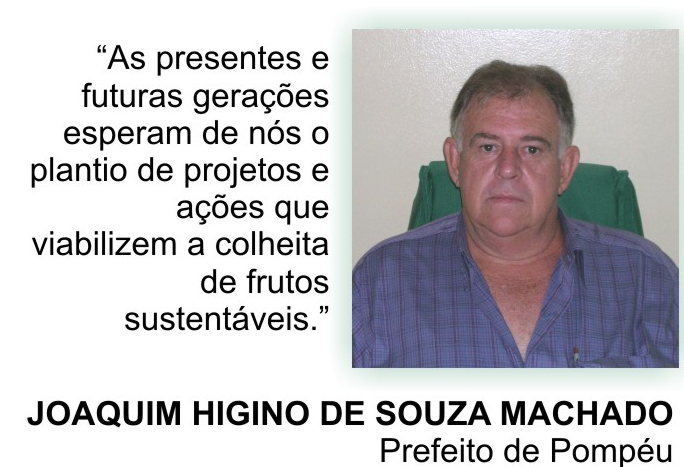 “As presentes e
futuras gerações
esperam de nós o
plantio de projetos e
ações que
viabilizem a colheita
de frutos
sustentáveis.”
JOAQUIM HIGINO DE SOUZA MACHADO
Prefeito de Pompéu